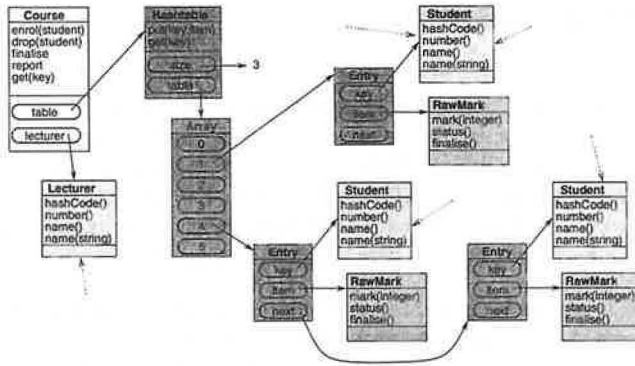 Course
enrol(student)
drop(student)
finalise
report
get(key)
table
lecturer
Hashtable
put(key,item)
get(key)
size
table
3
Array
0
1
2
3
4
5
Lecturer
hashCode()
number()
name()
name(string)
Entry
key
item
next
Student
hashCode()
number()
name()
name(string)
RawMark
mark(integer)
status()
finalise()
Entry
key
item
next
Student
hashCode()
number()
name()
name(string)
RawMark
mark(integer)
status()
finalise()
Entry
key
item
next
Student
hashCode()
number()
name()
name(string)
RawMark
mark(integer)
status()
finalise()